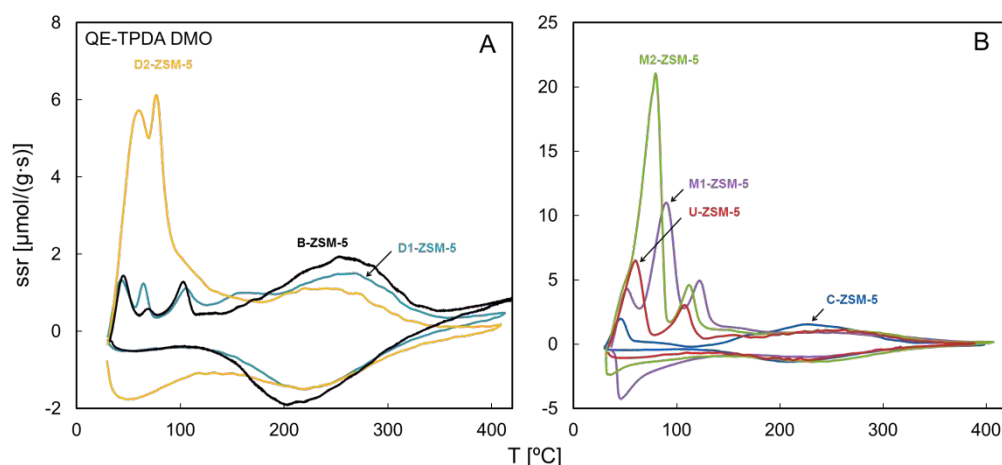 QE-TPDA DMO
A
D2-ZSM-5
B-ZSM-5
D1-ZSM-5
8
6
4
2
0
-2
0
100
200
300
400
ssr [µmol/(g·s)]
B
M2-ZSM-5
M1-ZSM-5
U-ZSM-5
C-ZSM-5
25
20
15
10
5
0
-5
0
100
200
300
400
T [ºC]